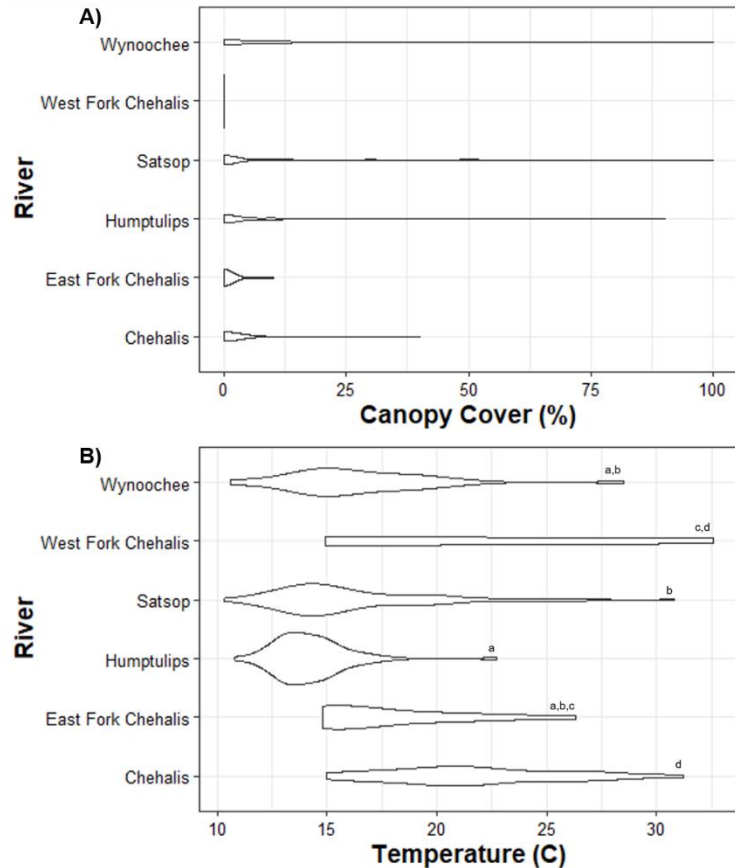 A)
River
Wynoochee
West Fork Chehalis
Satsop
Humptulips
East Fork Chehalis
Chehalis
0 25 50 75 100
Canopy Cover (%)
B)
River
Wynoochee a,b
West Fork Chehalis c,d
Satsop b
Humptulips a
East Fork Chehalis a,b,c
Chehalis d
10 15 20 25 30
Temperature (C)